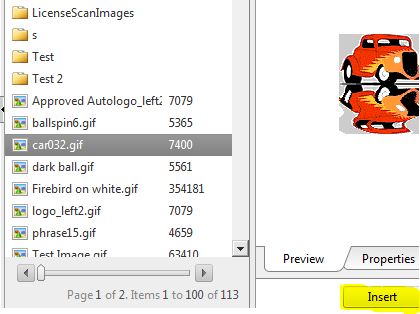 LicenseScanImages
s
Test
Test 2
Approved Autologo_left2 7079
ballspin6.gif 5365
car032.gif 7400
dark ball.gif 5561
Firebird on white.gif 354181
logo_left2.gif 7079
phrase15.gif 4659
Test Image.gif 63410
Preview Properties
Page 1 of 2. Items 1 to 100 of 113
Insert